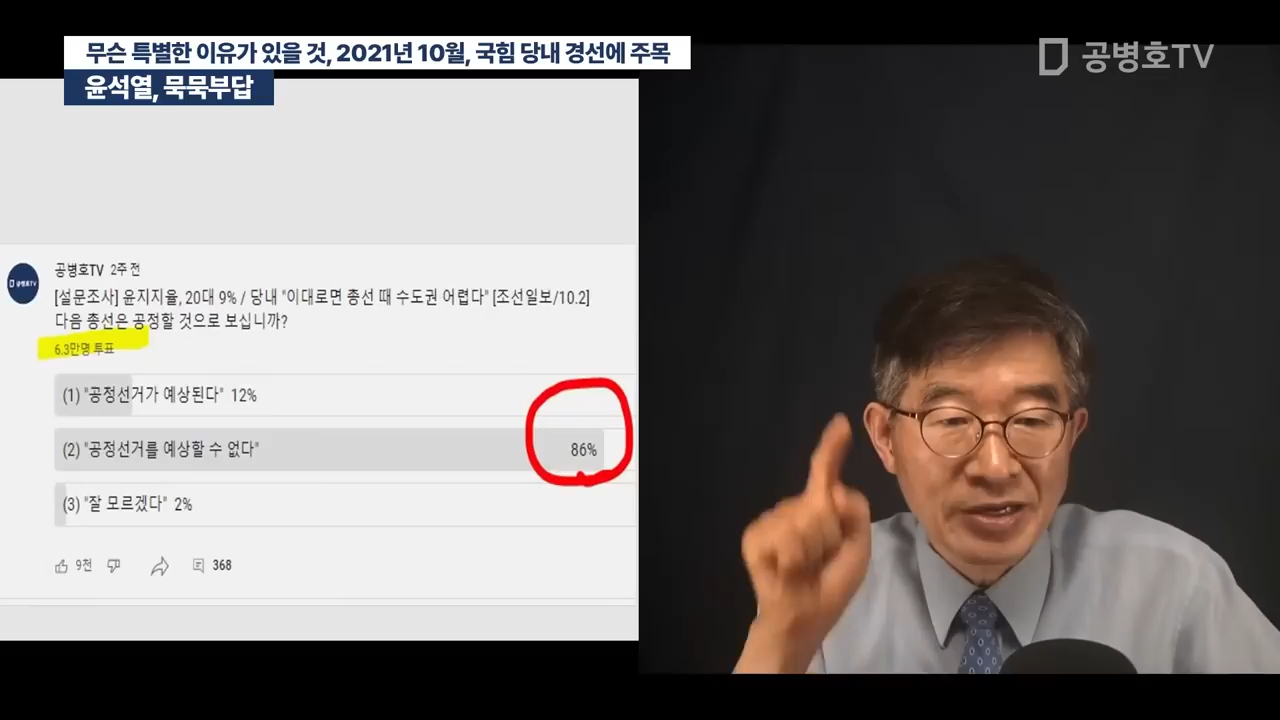 무슨 특별한 이유가 있을 것, 2021년 10월, 국힘 당내 경선에 주목
윤석열, 묵묵부답
공병호TV
공병호TV
공병호TV 2주 전
[설문조사] 윤지지율, 20대 9% / 당내 "이대로면 총선 때 수도권 어렵다" [조선일보/10.2]
다음 총선은 공정할 것으로 보십니까?
6.3만명 투표
(1) "공정선거가 예상된다" 12%
(2) "공정선거를 예상할 수 없다" 86%
(3) "잘 모르겠다" 2%
9천 368